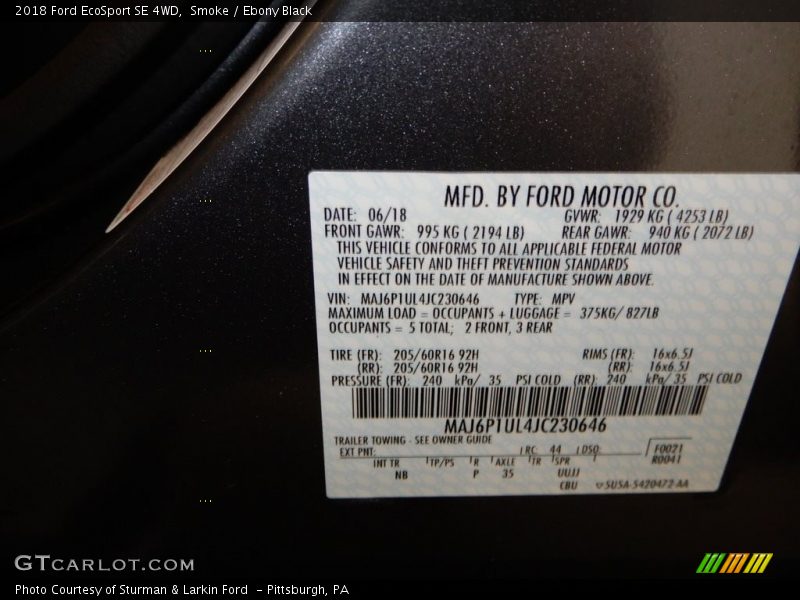 2018 Ford EcoSport SE 4WD, Smoke / Ebony Black
MFD. BY FORD MOTOR CO.
DATE: 06/18 GVWR: 1929 KG ( 4253 LB)
FRONT GAWR: 995 KG ( 2194 LB) REAR GAWR: 940 KG ( 2072 LB)
THIS VEHICLE CONFORMS TO ALL APPLICABLE FEDERAL MOTOR
VEHICLE SAFETY AND THEFT PREVENTION STANDARDS
IN EFFECT ON THE DATE OF MANUFACTURE SHOWN ABOVE.
VIN: MAJ6P1UL4JC230646 TYPE: MPV
MAXIMUM LOAD = OCCUPANTS + LUGGAGE = 375KG/ 827LB
OCCUPANTS = 5 TOTAL; 2 FRONT, 3 REAR
TIRE (FR): 205/60R16 92H RIMS (FR): 16x6.5J
(RR): 205/60R16 92H (RR): 16x6.5J
PRESSURE (FR): 240 kPa/ 35 PSI COLD (RR): 240 kPa/ 35 PSI COLD
MAJ6P1UL4JC230646
TRAILER TOWING - SEE OWNER GUIDE
EXT PNT: RC: 44 DSO: F0021
R0041
INT TR TP/PS R AXLE TR SPR
NB P 35 UUJJ
CBU 5U5A-5420472-AA
GTCARLOT.COM
Photo Courtesy of Sturman & Larkin Ford - Pittsburgh, PA